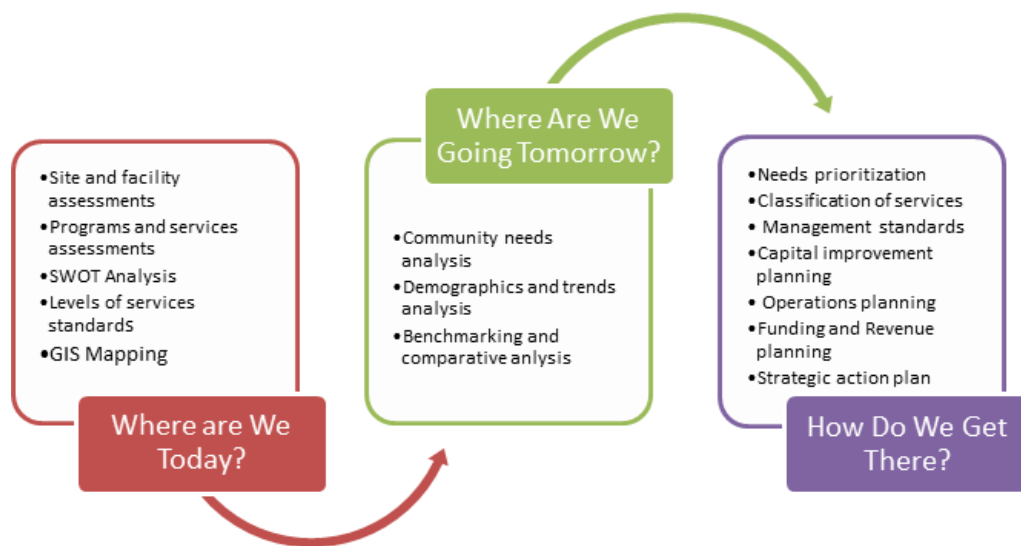 •Site and facility
assessments
•Programs and services
assessments
•SWOT Analysis
•Levels of services
standards
•GIS Mapping
Where are We
Today?
Where Are We
Going Tomorrow?
•Community needs
analysis
•Demographics and trends
analysis
•Benchmarking and
comparative anlysis
•Needs prioritization
•Classification of services
• Management standards
•Capital improvement
planning
• Operations planning
•Funding and Revenue
planning
•Strategic action plan
How Do We Get
There?